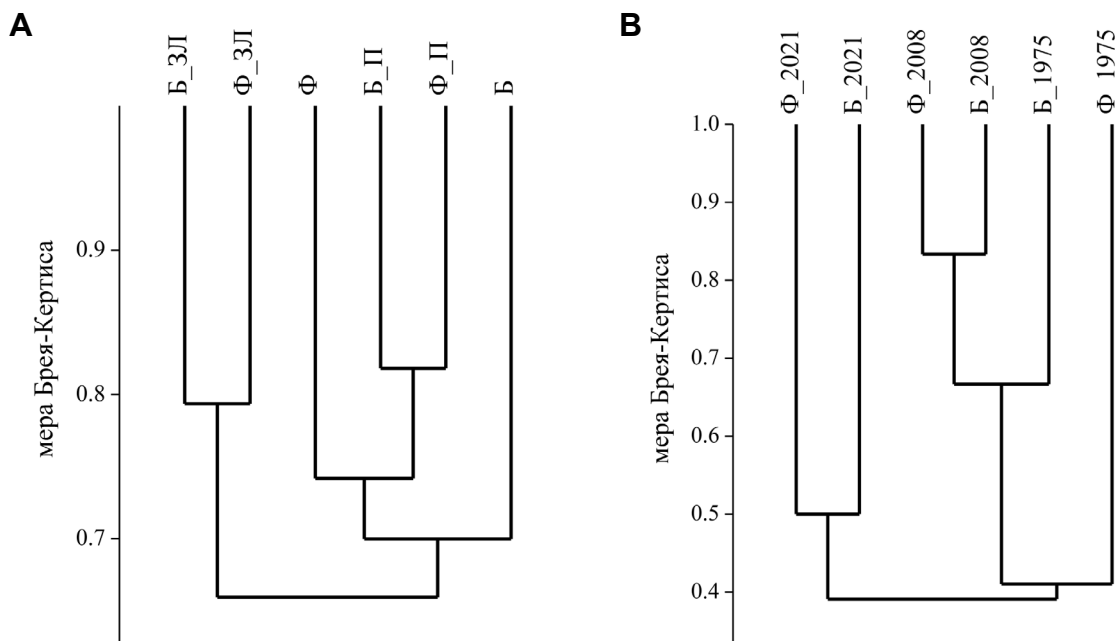 А
Б_ЗЛ
Ф_ЗЛ
Ф
Б_П
Ф_П
Б
мера Брея-Кертиса
0.9
0.8
0.7
В
Ф_2021
Б_2021
Ф_2008
Б_2008
Б_1975
Ф_1975
мера Брея-Кертиса
1.0
0.9
0.8
0.7
0.6
0.5
0.4